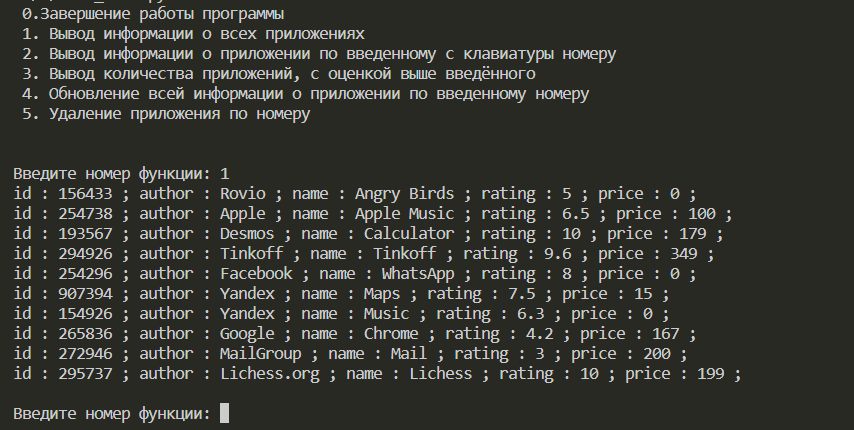 0.Завершение работы программы
1. Вывод информации о всех приложениях
2. Вывод информации о приложении по введенному с клавиатуры номеру
3. Вывод количества приложений, с оценкой выше введённого
4. Обновление всей информации о приложении по введенному номеру
5. Удаление приложения по номеру
Введите номер функции: 1
id : 156433 ; author : Rovio ; name : Angry Birds ; rating : 5 ; price : 0 ;
id : 254738 ; author : Apple ; name : Apple Music ; rating : 6.5 ; price : 100 ;
id : 193567 ; author : Desmos ; name : Calculator ; rating : 10 ; price : 179 ;
id : 294926 ; author : Tinkoff ; name : Tinkoff ; rating : 9.6 ; price : 349 ;
id : 254296 ; author : Facebook ; name : WhatsApp ; rating : 8 ; price : 0 ;
id : 907394 ; author : Yandex ; name : Maps ; rating : 7.5 ; price : 15 ;
id : 154926 ; author : Yandex ; name : Music ; rating : 6.3 ; price : 0 ;
id : 265836 ; author : Google ; name : Chrome ; rating : 4.2 ; price : 167 ;
id : 272946 ; author : MailGroup ; name : Mail ; rating : 3 ; price : 200 ;
id : 295737 ; author : Lichess.org ; name : Lichess ; rating : 10 ; price : 199 ;
Введите номер функции: